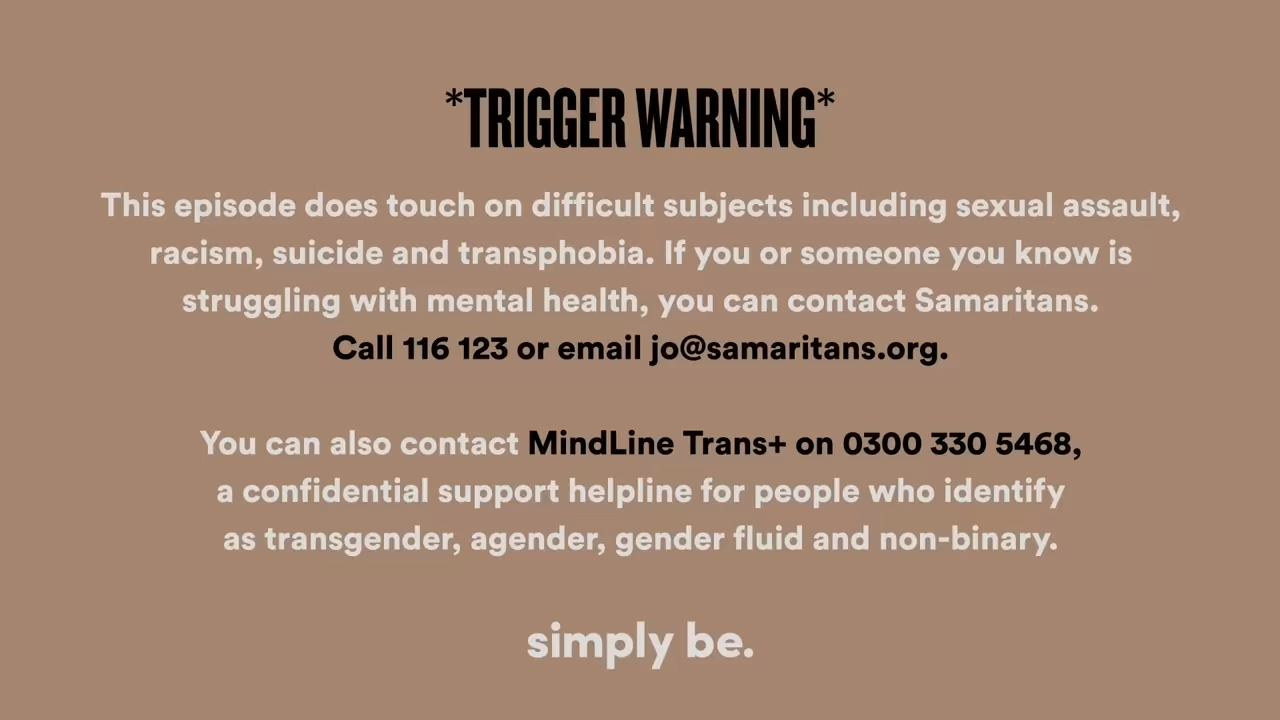 *TRIGGER WARNING*
This episode does touch on difficult subjects including sexual assault,
racism, suicide and transphobia. If you or someone you know is
struggling with mental health, you can contact Samaritans.
Call 116 123 or email jo@samaritans.org.
You can also contact MindLine Trans+ on 0300 330 5468,
a confidential support helpline for people who identify
as transgender, agender, gender fluid and non-binary.
simply be.